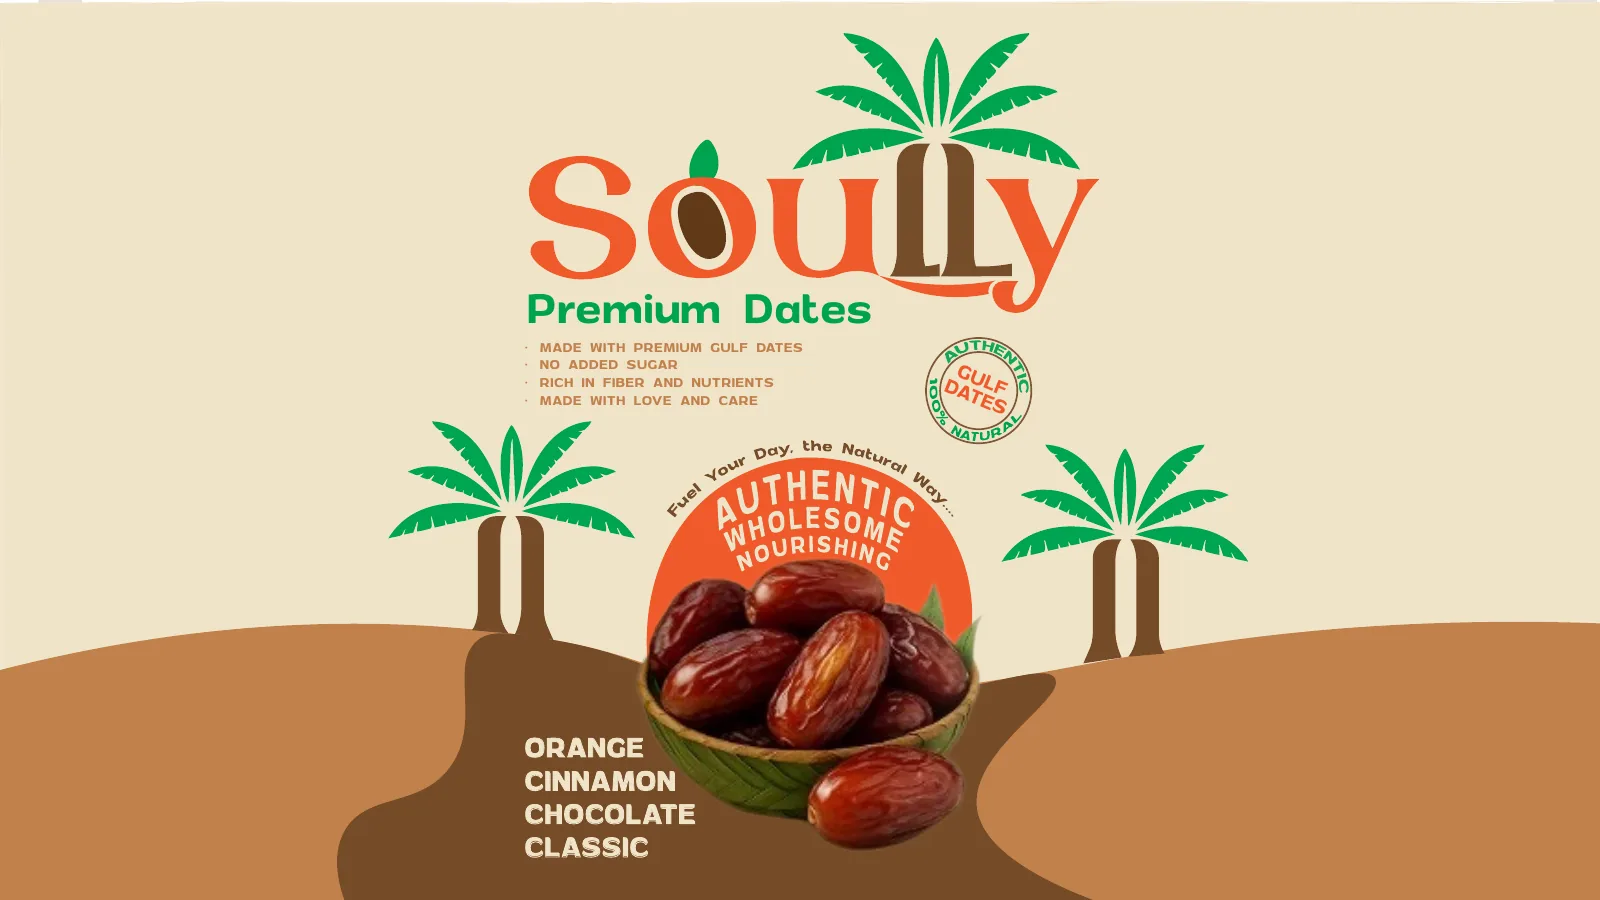 Soully
Premium Dates
· MADE WITH PREMIUM GULF DATES
· NO ADDED SUGAR
· RICH IN FIBER AND NUTRIENTS
· MADE WITH LOVE AND CARE
AUTHENTIC
GULF
DATES
100% NATURAL
Fuel Your Day, the Natural Way....
AUTHENTIC
WHOLESOME
NOURISHING
ORANGE
CINNAMON
CHOCOLATE
CLASSIC